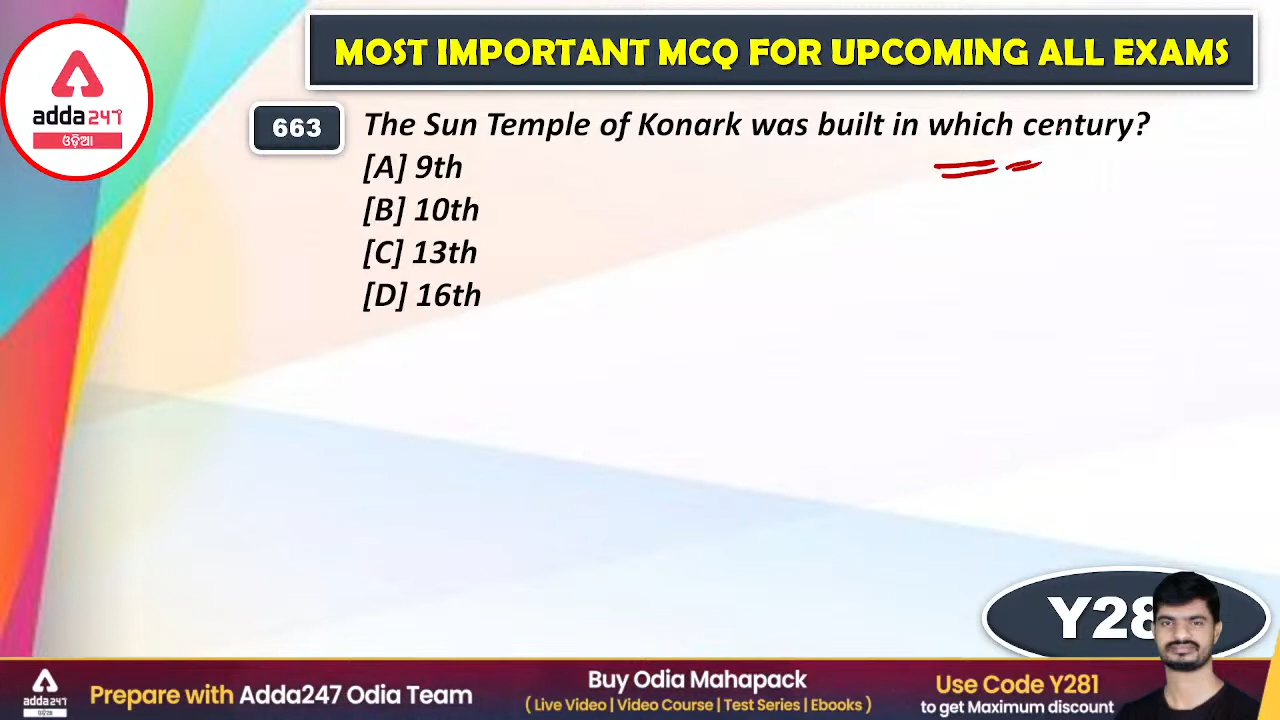 MOST IMPORTANT MCQ FOR UPCOMING ALL EXAMS
adda247
ଓଡ଼ିଆ
663
The Sun Temple of Konark was built in which century?
[A] 9th
[B] 10th
[C] 13th
[D] 16th
Y28
adda247
ଓଡ଼ିଆ
Prepare with Adda247 Odia Team
Buy Odia Mahapack
( Live Video | Video Course | Test Series | Ebooks )
Use Code Y281
to get Maximum discount